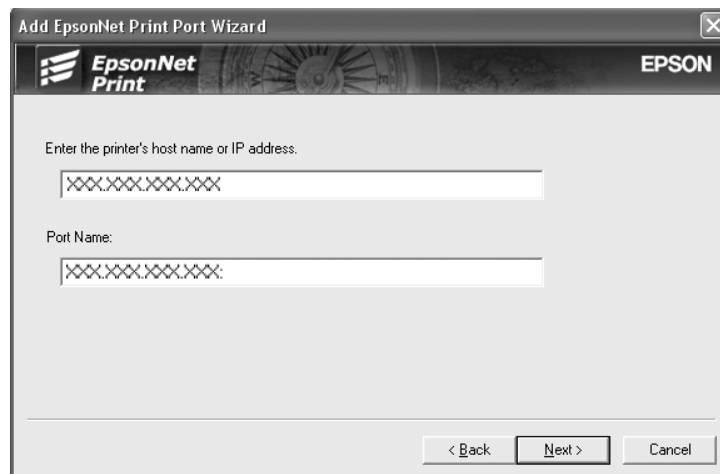 Add EpsonNet Print Port Wizard
EpsonNet
Print
EPSON
Enter the printer's host name or IP address.
XXX.XXX.XXX.XXX
Port Name:
XXX.XXX.XXX.XXX:
< Back
Next >
Cancel